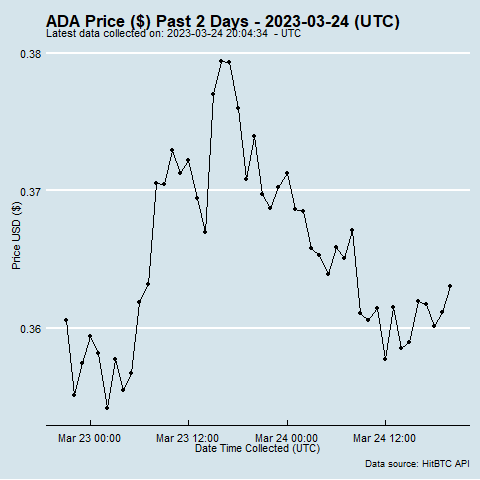 ADA Price ($) Past 2 Days - 2023-03-24 (UTC)
Latest data collected on: 2023-03-24 20:04:34 - UTC
0.38
0.37
0.36
Price USD ($)
Mar 23 00:00
Mar 23 12:00
Mar 24 00:00
Mar 24 12:00
Date Time Collected (UTC)
Data source: HitBTC API